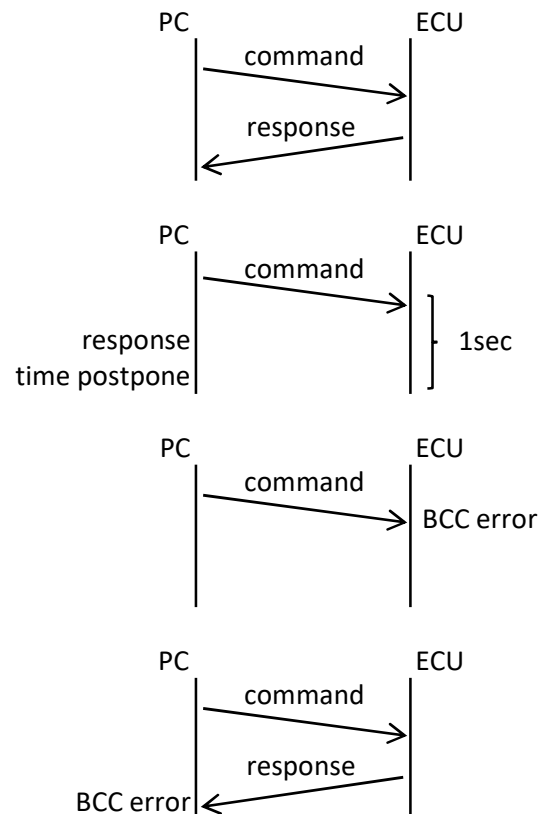 PC ECU
command
response
PC ECU
command
response
time postpone
1sec
PC ECU
command
BCC error
PC ECU
command
response
BCC error